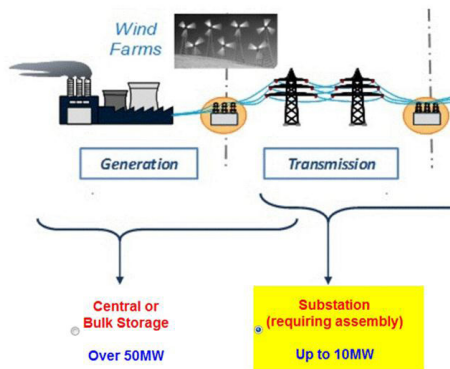 Wind
Farms
Generation
Transmission
Central or
Bulk Storage
Over 50MW
Substation
(requiring assembly)
Up to 10MW